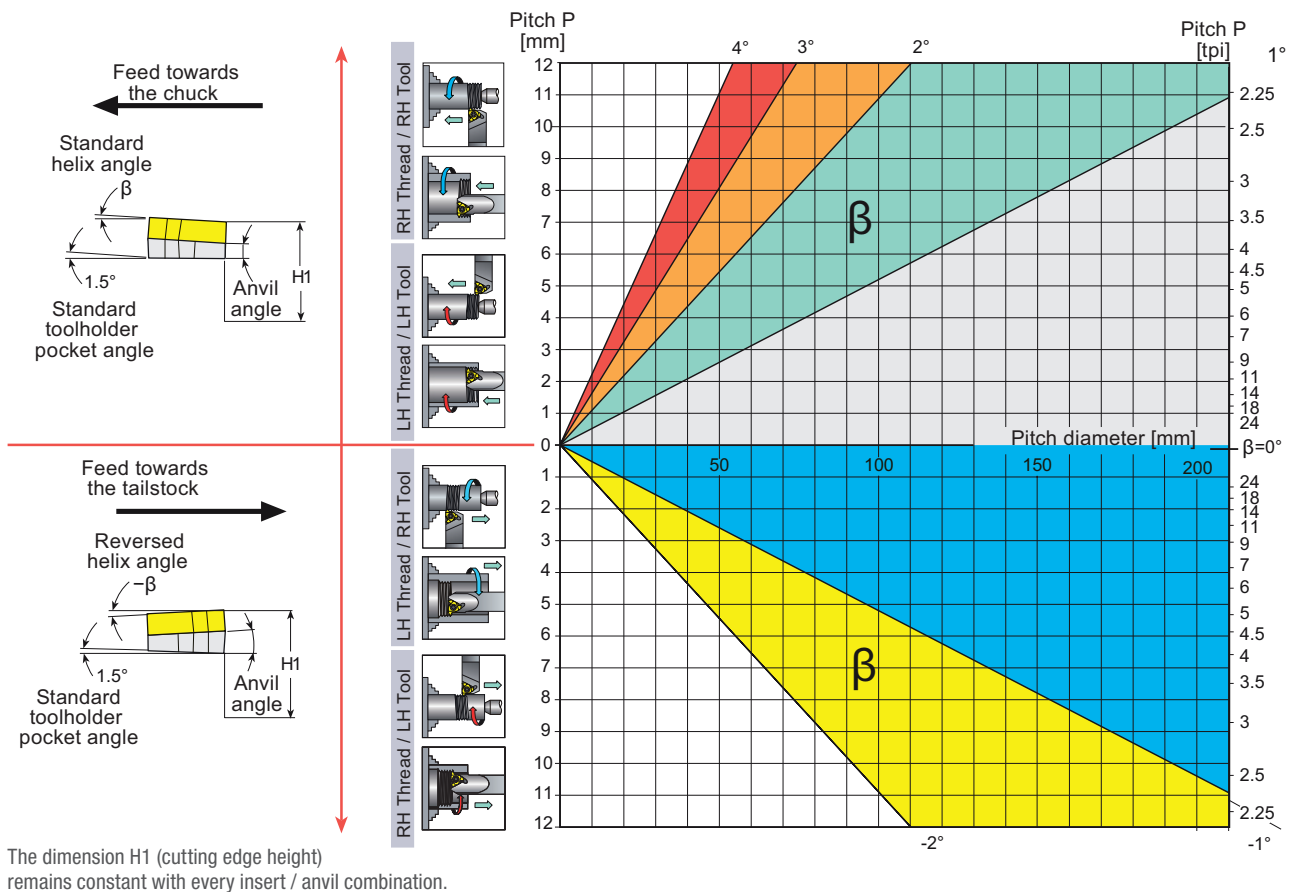 Feed towards
the chuck
Standard
helix angle
β
1.5°
Standard
toolholder
pocket angle
Anvil
angle
H1
Feed towards
the tailstock
Reversed
helix angle
−β
1.5°
Standard
toolholder
pocket angle
Anvil
angle
H1
RH Thread / RH Tool
LH Thread / LH Tool
LH Thread / RH Tool
RH Thread / LH Tool
Pitch P
[mm]
4°
3°
2°
Pitch P
[tpi]
1°
12
11
10
9
8
7
6
5
4
3
2
1
0
1
2
3
4
5
6
7
8
9
10
11
12
β
Pitch diameter [mm]
50
100
150
200
β
2.25
2.5
3
3.5
4
4.5
5
6
7
9
11
14
18
24
β=0°
24
18
14
11
9
7
6
5
4.5
4
3.5
3
2.5
2.25
-2°
-1°
The dimension H1 (cutting edge height)
remains constant with every insert / anvil combination.